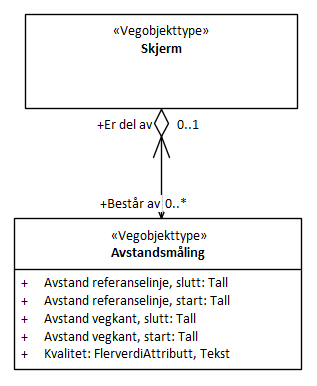 «Vegobjekttype»
Skjerm
+Er del av 0..1
+Består av 0..*
«Vegobjekttype»
Avstandsmåling
+ Avstand referanselinje, slutt: Tall
+ Avstand referanselinje, start: Tall
+ Avstand vegkant, slutt: Tall
+ Avstand vegkant, start: Tall
+ Kvalitet: FlerverdiAttributt, Tekst